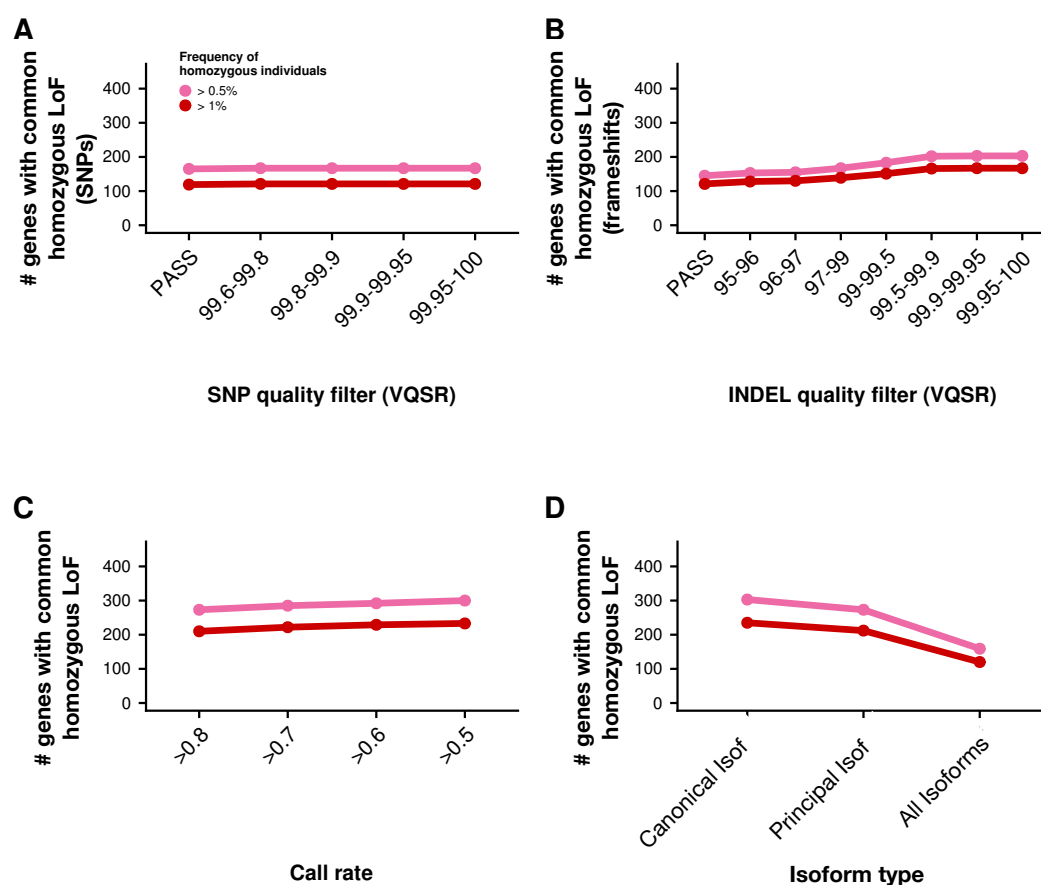 A
# genes with common
homozygous LoF
(SNPs)
Frequency of
homozygous individuals
> 0.5%
> 1%
400
300
200
100
0
PASS
99.6-99.8
99.8-99.9
99.9-99.95
99.95-100
SNP quality filter (VQSR)
B
# genes with common
homozygous LoF
(frameshifts)
400
300
200
100
0
PASS
95-96
96-97
97-99
99-99.5
99.5-99.9
99.9-99.95
99.95-100
INDEL quality filter (VQSR)
C
# genes with common
homozygous LoF
400
300
200
100
0
>0.8
>0.7
>0.6
>0.5
Call rate
D
# genes with common
homozygous LoF
400
300
200
100
0
Canonical Isof
Principal Isof
All Isoforms
Isoform type